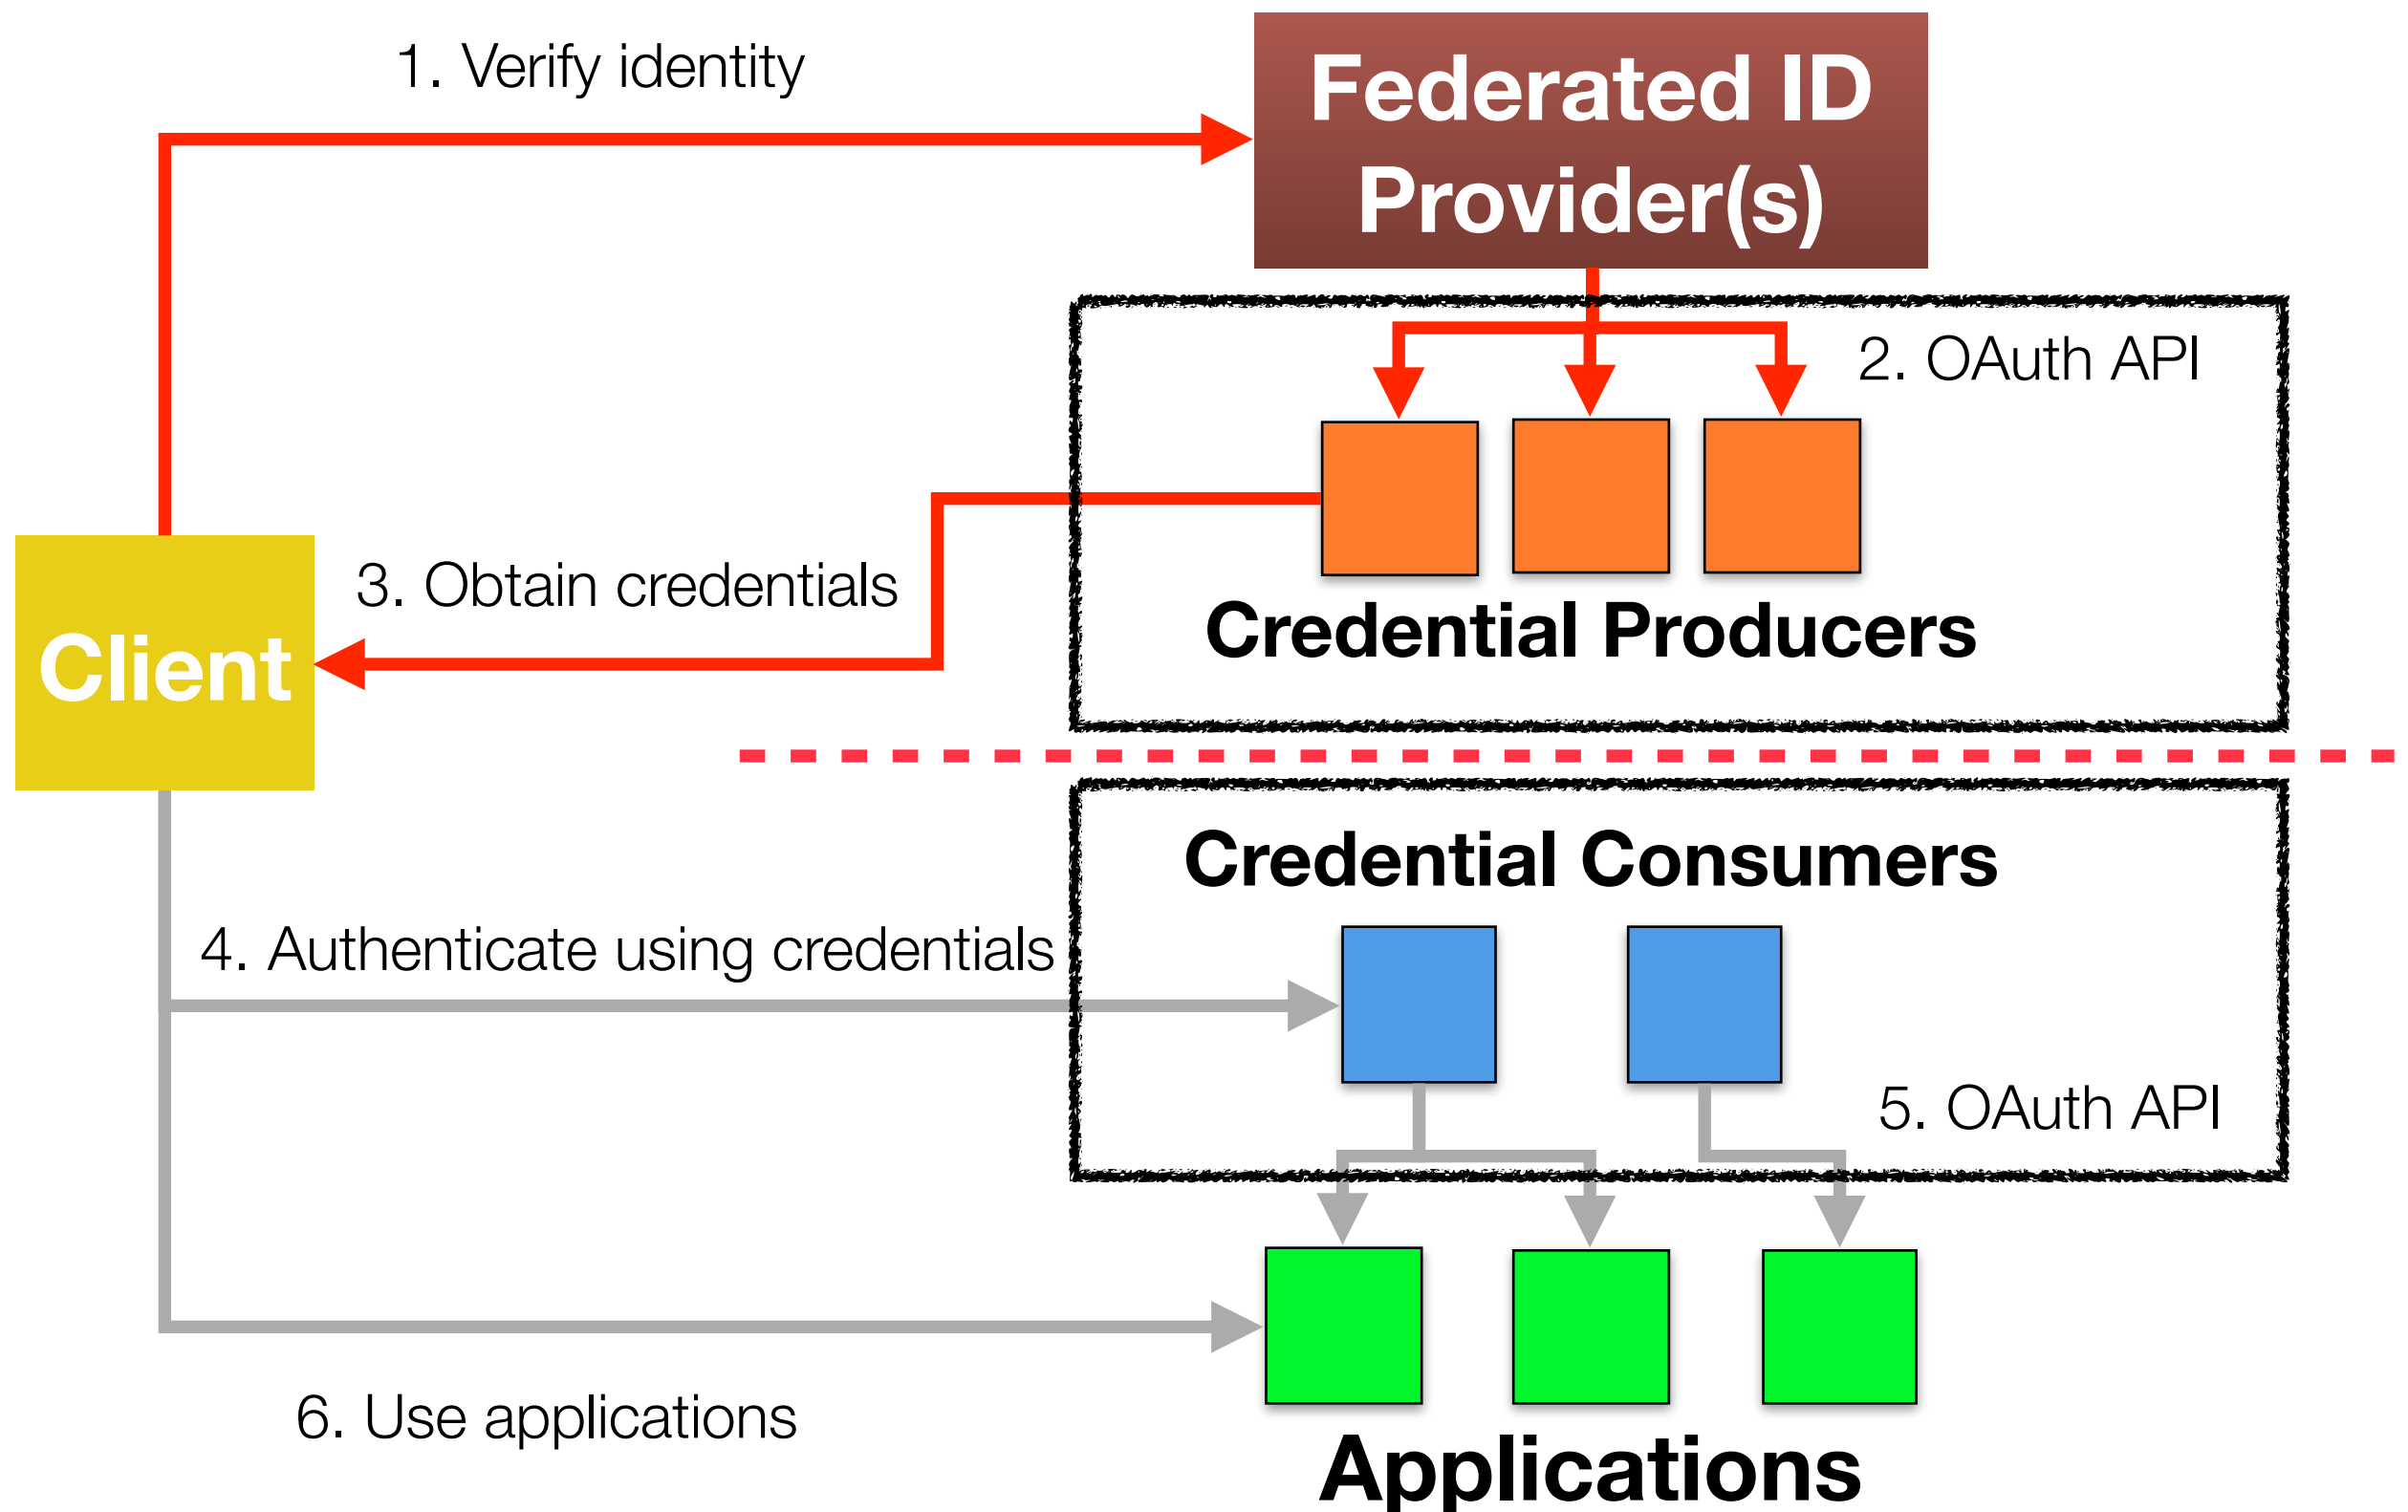 1. Verify identity
Federated ID
Provider(s)
2. OAuth API
3. Obtain credentials
Client
Credential Producers
Credential Consumers
4. Authenticate using credentials
5. OAuth API
6. Use applications
Applications